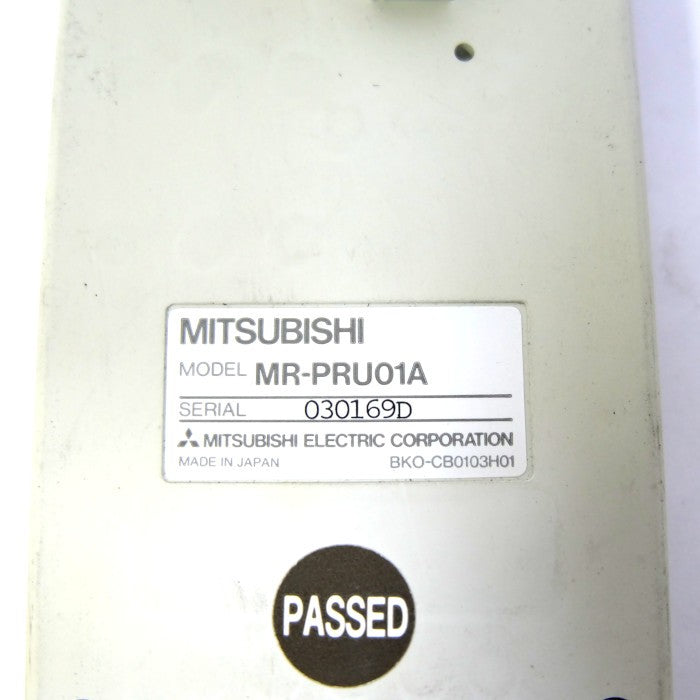 MITSUBISHI
MODEL MR-PRU01A
SERIAL 030169D
MITSUBISHI ELECTRIC CORPORATION
MADE IN JAPAN BKO-CB0103H01
PASSED